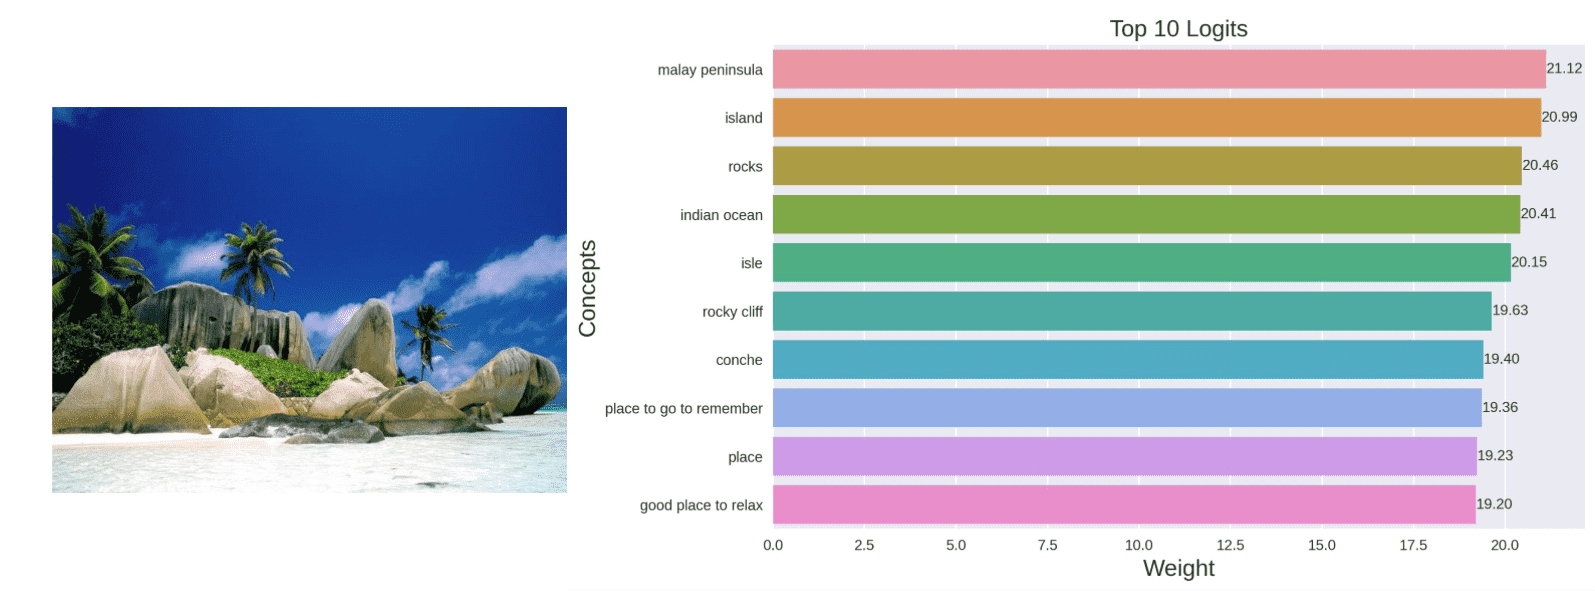 Top 10 Logits
Concepts
malay peninsula 21.12
island 20.99
rocks 20.46
indian ocean 20.41
isle 20.15
rocky cliff 19.63
conche 19.40
place to go to remember 19.36
place 19.23
good place to relax 19.20
0.0 2.5 5.0 7.5 10.0 12.5 15.0 17.5 20.0
Weight